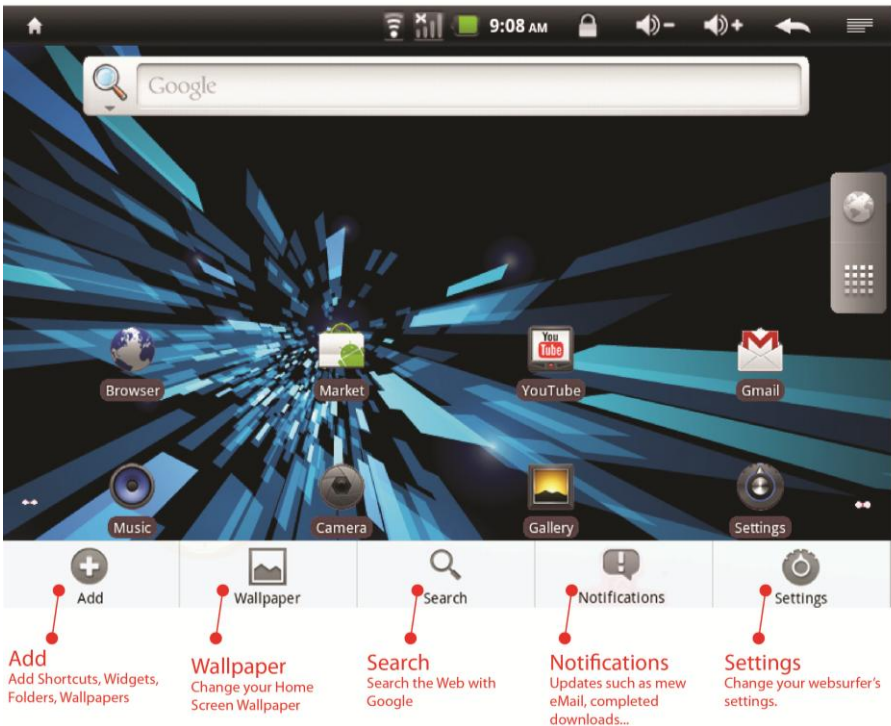 9:08 AM
Google
You
Tube
Browser
Market
YouTube
Gmail
Music
Camera
Gallery
Settings
Add
Wallpaper
Search
Notifications
Settings
Add
Add Shortcuts, Widgets,
Folders, Wallpapers
Wallpaper
Change your Home
Screen Wallpaper
Search
Search the Web with
Google
Notifications
Updates such as mew
eMail, completed
downloads...
Settings
Change your websurfer's
settings.